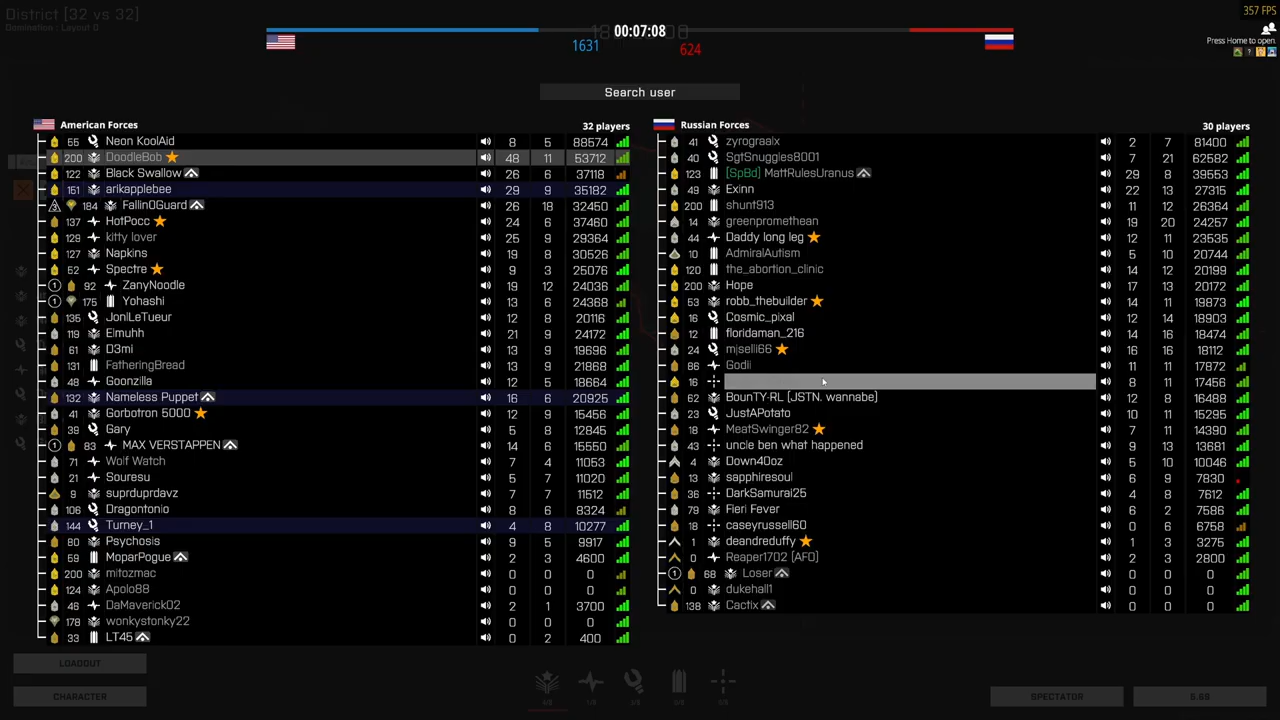 District [32 vs 32]
Domination : Layout 0
00:07:08
1631
624
357 FPS
Press Home to open
Search user
American Forces 32 players
55 Neon KoolAid 8 5 88574
200 DoodleBob 48 11 53712
122 Black Swallow 26 6 37118
151 arikapplebee 29 9 35182
184 Fallin0Guard 26 18 32450
137 HotPocc 24 6 37460
129 kitty lover 25 9 29364
127 Napkins 19 8 30526
52 Spectre 9 3 25076
1 92 ZanyNoodle 19 12 24036
1 175 Yohashi 13 6 24368
135 Jon|LeTueur 12 8 20116
119 Elmuhh 21 9 24172
61 D3mi 13 9 19696
131 FatheringBread 13 9 21868
48 Goonzilla 12 5 18664
132 Nameless Puppet 16 6 20925
41 Gorbotron 5000 12 9 15456
39 Gary 5 8 12845
1 83 MAX VERSTAPPEN 14 6 15550
71 Wolf Watch 7 4 11053
21 Souresu 5 7 11020
9 suprduprdavz 7 7 11512
106 Dragontonio 8 6 8324
144 Turney_1 4 8 10277
80 Psychosis 9 5 9917
59 MoparPogue 2 3 4600
200 mitozmac 0 0 0
124 Apolo88 0 0 0
46 DaMaverick02 2 1 3700
178 wonkystonky22 0 0 0
33 LT45 0 2 400
Russian Forces 30 players
41 zyrograalx 2 7 81400
40 SgtSnuggles8001 7 21 62582
123 [SpBd] MattRulesUranus 29 8 39553
49 Exinn 22 13 27315
200 shunt913 11 12 26364
14 greenpromethean 19 20 24257
44 Daddy long leg 12 11 23535
10 AdmiralAutism 5 10 20744
120 the_abortion_clinic 14 12 20199
200 Hope 17 13 20172
53 robb_thebuilder 14 11 19873
16 Cosmic_pixal 12 14 18903
12 floridaman_216 14 16 18474
24 mjselli66 16 16 18112
86 Godii 11 11 17872
16 8 11 17456
62 BounTY-RL [JSTN. wannabe] 12 8 16488
23 JustAPotato 10 11 15295
18 MeatSwinger82 7 11 14390
43 uncle ben what happened 9 13 13681
4 Down40oz 5 10 10046
13 sapphiresoul 6 9 7830
36 DarkSamurai25 4 8 7612
79 Fieri Fever 6 2 7586
18 caseyrussell60 0 6 6758
1 deandreduffy 1 3 3275
0 Reaper1702 [AFO] 2 3 2800
1 68 Loser 0 0 0
0 dukehall1 0 0 0
138 Cactix 0 0 0
LOADOUT
CHARACTER
SPECTATOR